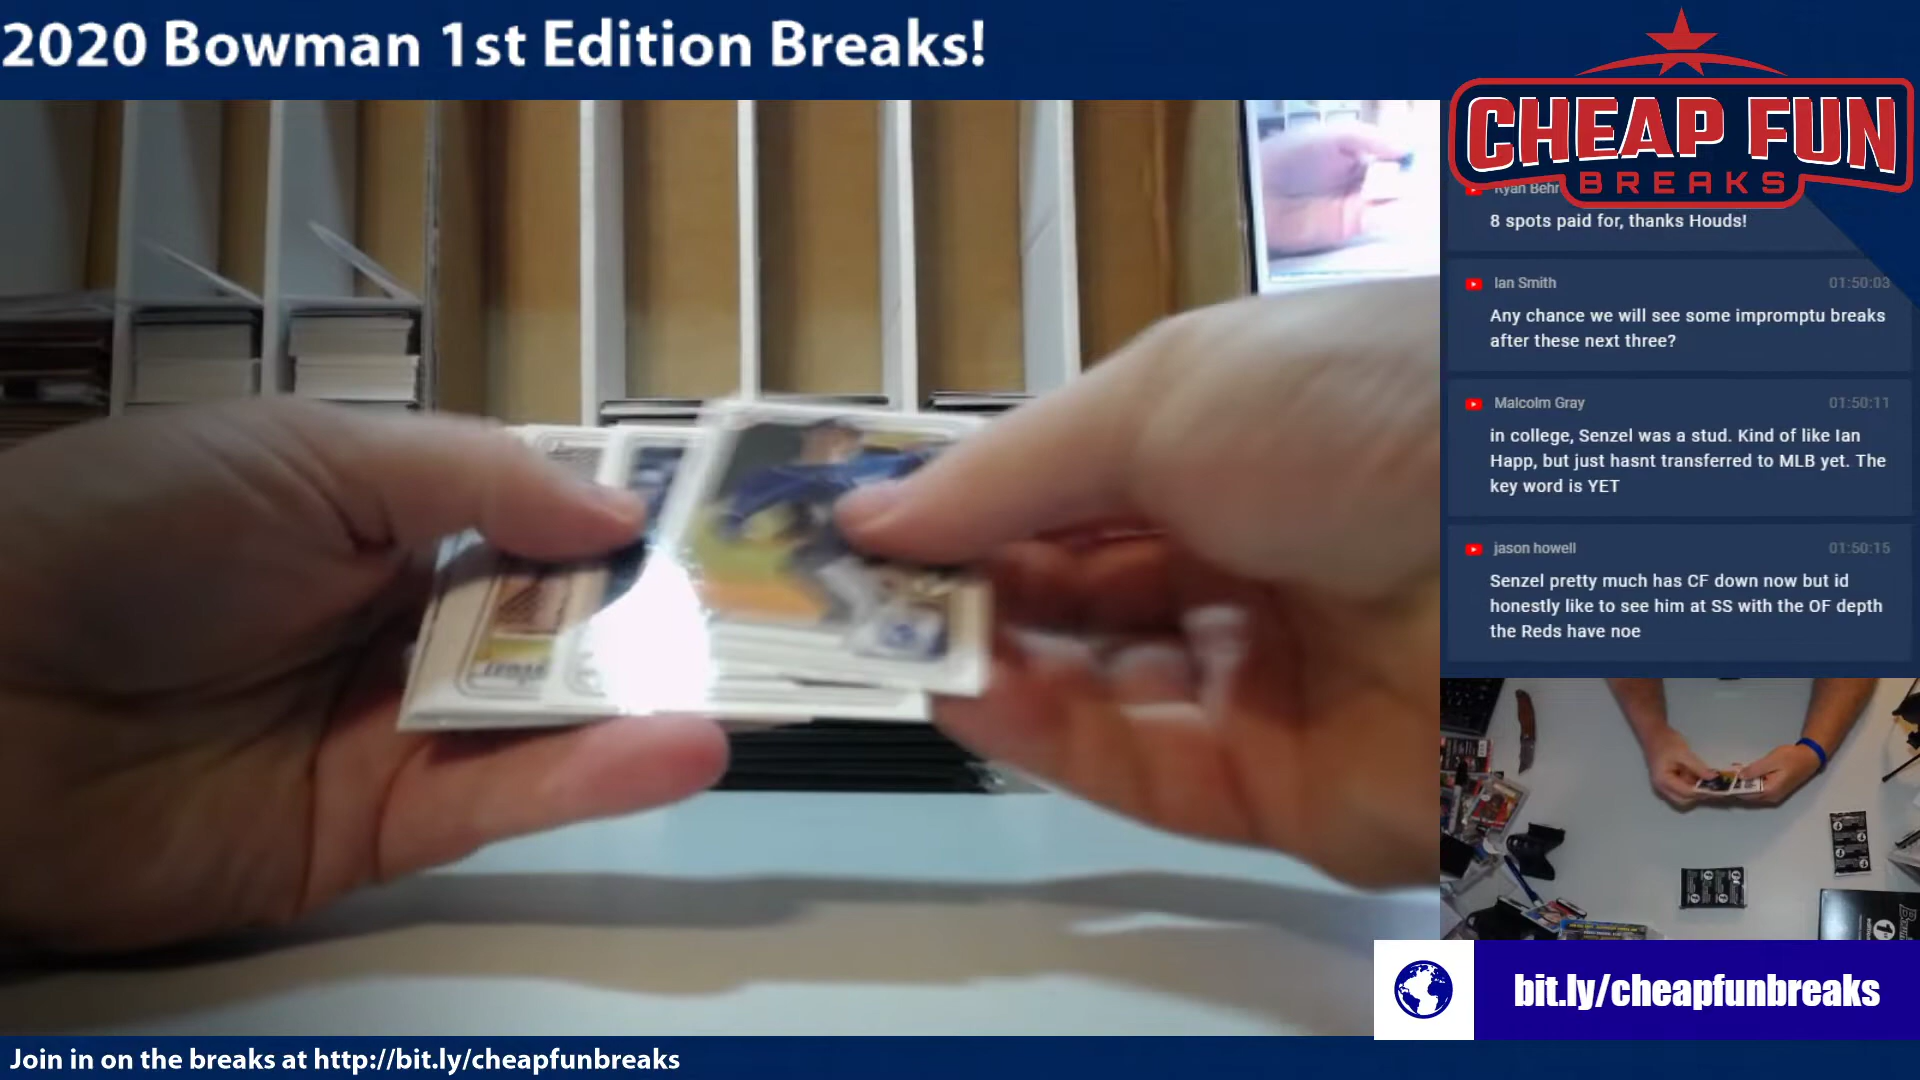 2020 Bowman 1st Edition Breaks!
CHEAP FUN
BREAKS
Ryan Behr
8 spots paid for, thanks Houds!
Ian Smith 01:50:03
Any chance we will see some impromptu breaks
after these next three?
Malcolm Gray 01:50:11
in college, Senzel was a stud. Kind of like Ian
Happ, but just hasnt transferred to MLB yet. The
key word is YET
jason howell 01:50:15
Senzel pretty much has CF down now but id
honestly like to see him at SS with the OF depth
the Reds have noe
bit.ly/cheapfunbreaks
Join in on the breaks at http://bit.ly/cheapfunbreaks